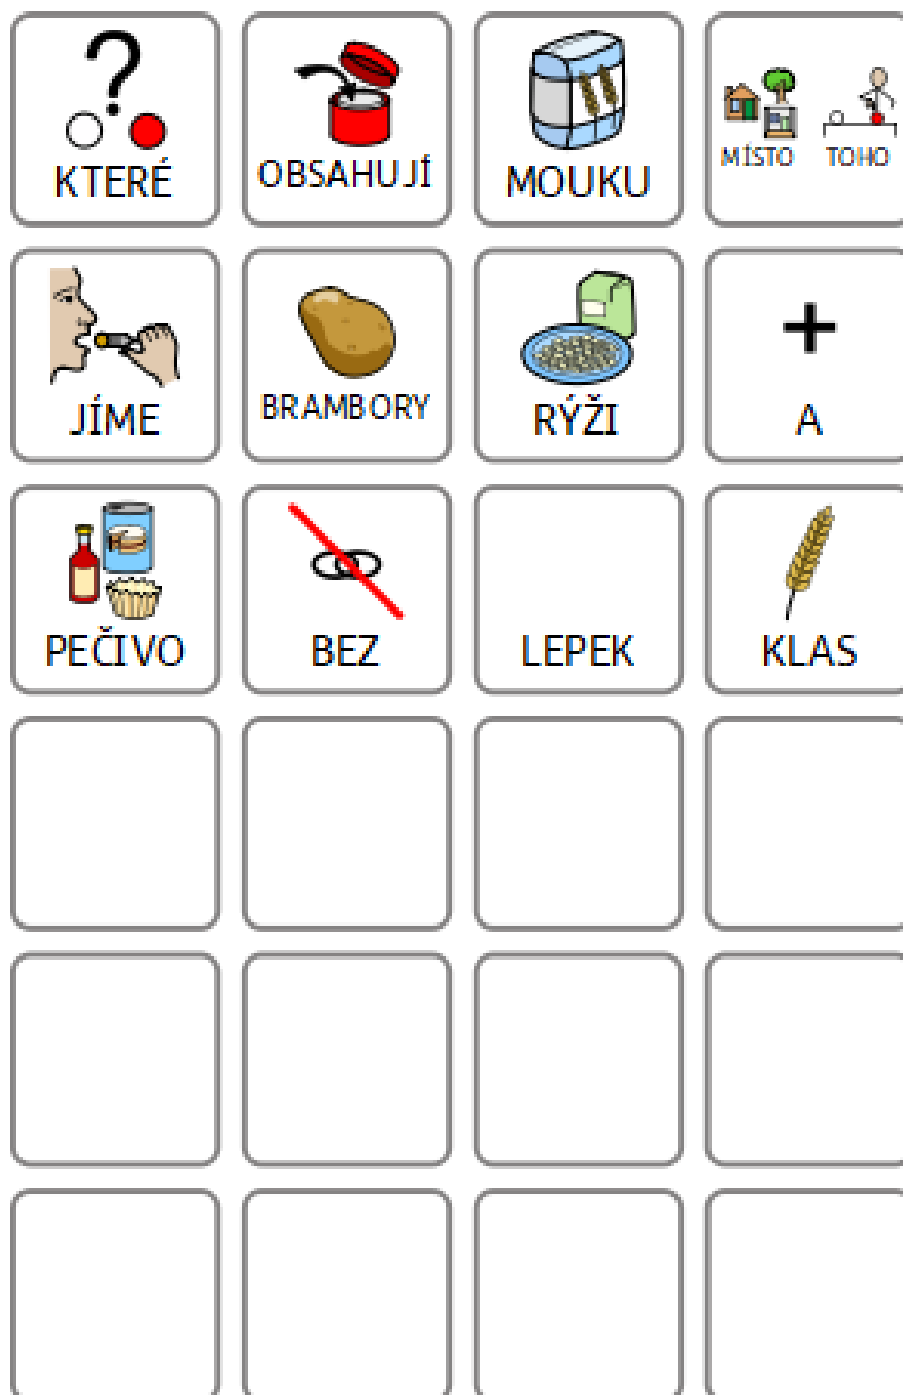 KTERÉ OBSAHUJÍ MOUKU MÍSTO TOHO
JÍME BRAMBORY RÝŽI A
PEČIVO BEZ LEPEK KLAS